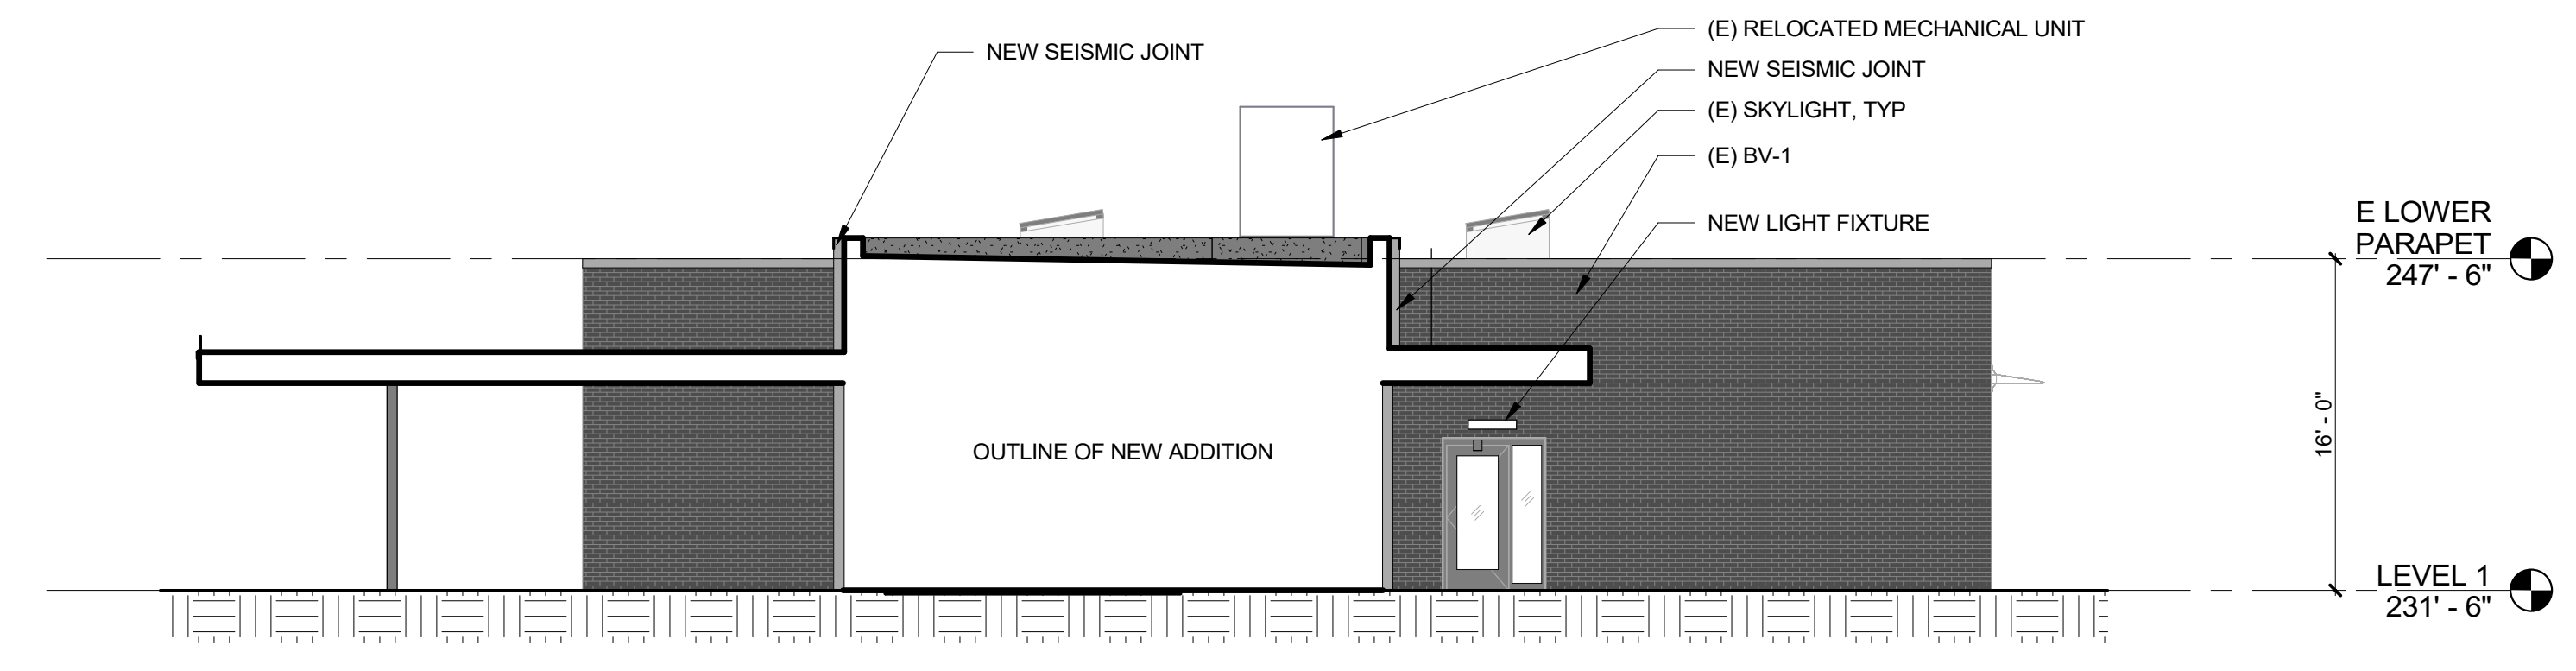 (E) RELOCATED MECHANICAL UNIT
NEW SEISMIC JOINT
NEW SEISMIC JOINT
(E) SKYLIGHT, TYP
(E) BV-1
NEW LIGHT FIXTURE
E LOWER
PARAPET
247' - 6"
16' - 0"
OUTLINE OF NEW ADDITION
LEVEL 1
231' - 6"